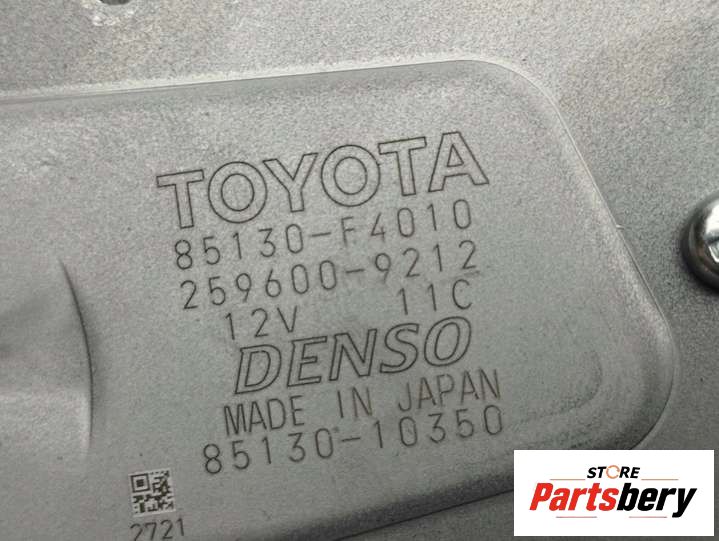 TOYOTA
85130-F4010
259600-9212
12V 11C
DENSO
MADE IN JAPAN
85130-10350
2721
STORE
Partsbery